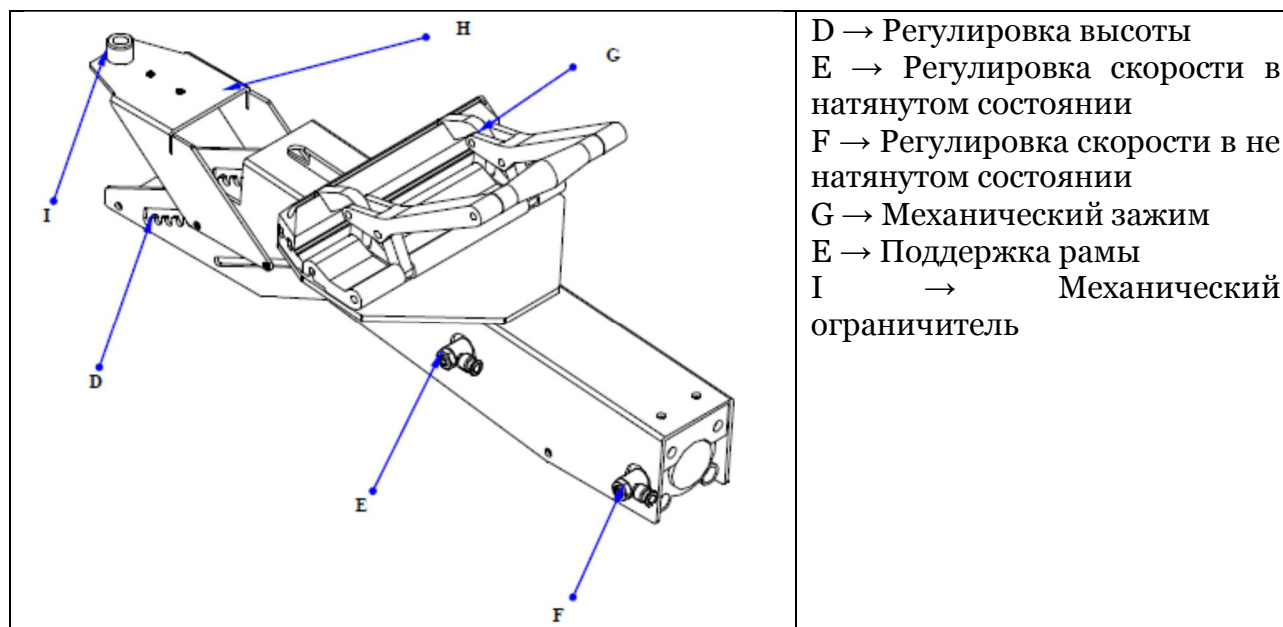 H
G
I
D
E
F
D → Регулировка высоты
E → Регулировка скорости в
натянутом состоянии
F → Регулировка скорости в не
натянутом состоянии
G → Механический зажим
E → Поддержка рамы
I → Механический
ограничитель